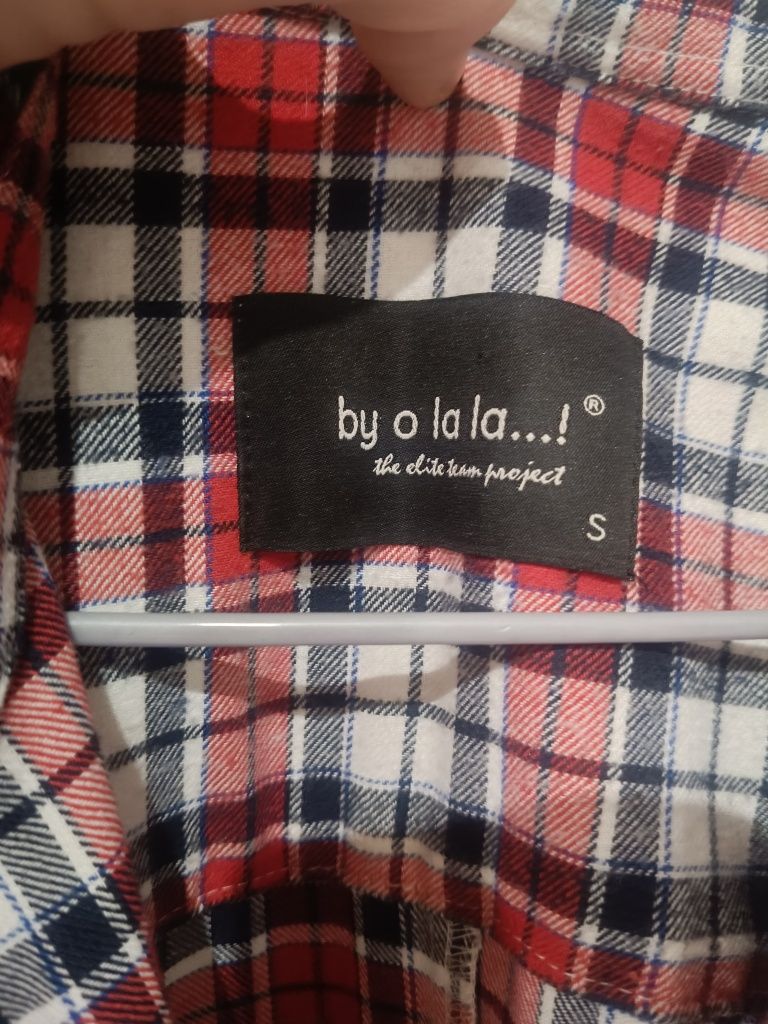 by o la la...! ®
the elite team project
S